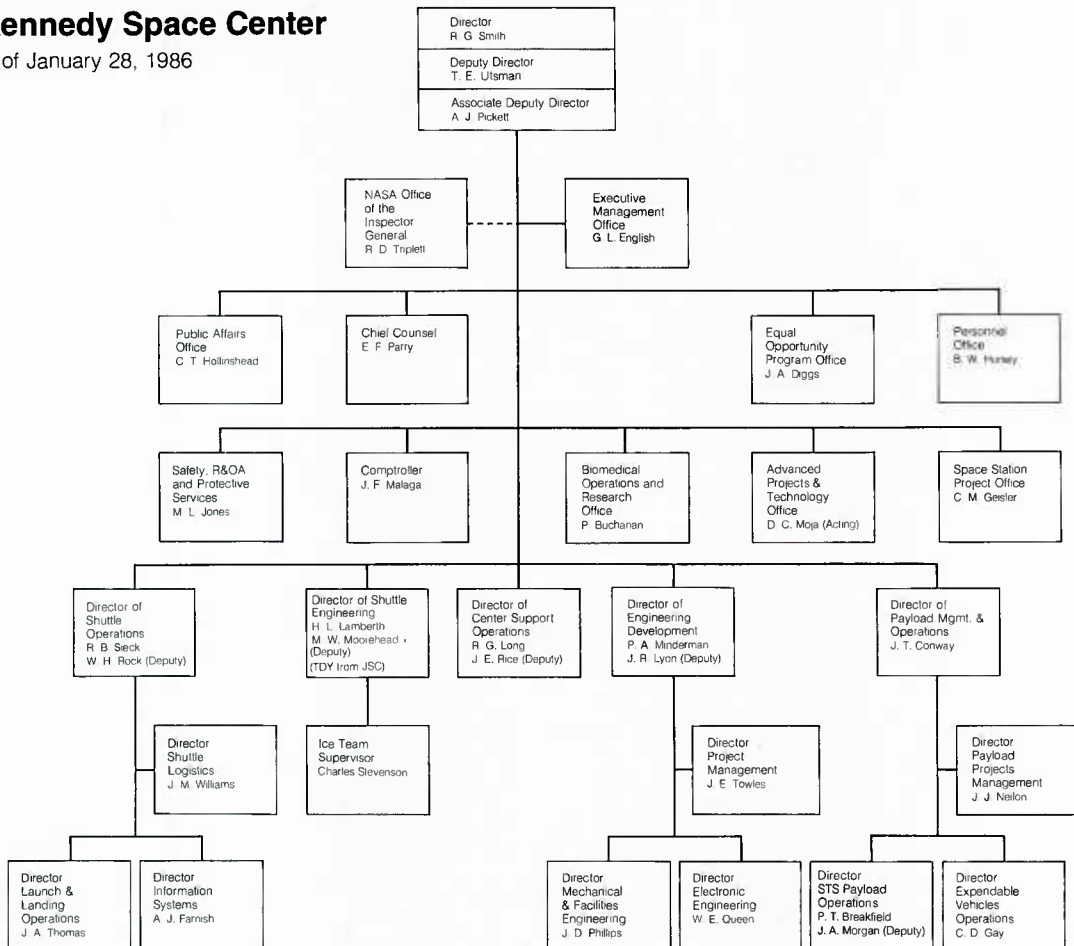 ennedy Space Center
of January 28, 1986
Director
R G Smith
Deputy Director
T. E. Utsman
Associate Deputy Director
A J Pickett
NASA Office
of the
Inspector
General
R D Triplett
Executive
Management
Office
G L. English
Public Affairs
Office
C T Hollinshead
Chief Counsel
E F Parry
Equal
Opportunity
Program Office
J A Diggs
Personnel
Office
B. W. Hursey
Safety, R&QA
and Protective
Services
M L Jones
Comptroller
J. F Malaga
Biomedical
Operations and
Research
Office
P Buchanan
Advanced
Projects &
Technology
Office
D C. Moja (Acting)
Space Station
Project Office
C M Geisler
Director of
Shuttle
Operations
R B Sieck
W. H Rock (Deputy)
Director of Shuttle
Engineering
H L Lamberth
M W. Moorehead
(Deputy)
(TDY from JSC)
Director of
Center Support
Operations
R G. Long
J E. Rice (Deputy)
Director of
Engineering
Development
P. A Minderman
J. R Lyon (Deputy)
Director of
Payload Mgmt. &
Operations
J. T. Conway
Director
Shuttle
Logistics
J. M. Williams
Ice Team
Supervisor
Charles Stevenson
Director
Project
Management
J. E Towles
Director
Payload
Projects
Management
J. J Neilon
Director
Launch &
Landing
Operations
J. A Thomas
Director
Information
Systems
A J. Farnish
Director
Mechanical
& Facilities
Engineering
J. D Phillips
Director
Electronic
Engineering
W E. Queen
Director
STS Payload
Operations
P. T. Breakfield
J. A. Morgan (Deputy)
Director
Expendable
Vehicles
Operations
C. D. Gay